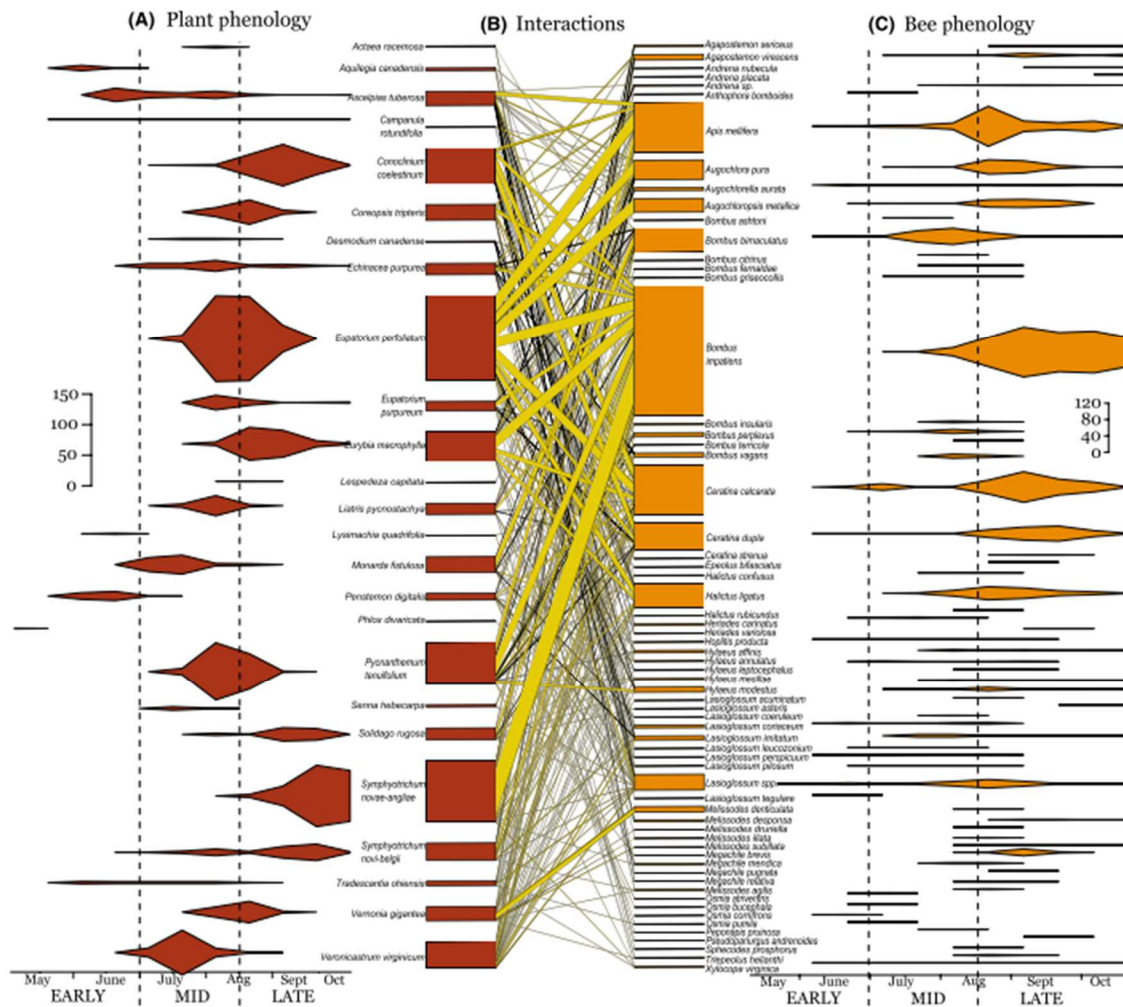 (A) Plant phenology
(B) Interactions
(C) Bee phenology
Actaea racemosa
Aquilegia canadensis
Ascelpias tuberosa
Campanula
rotundifolia
Conoclinium
coelestinum
Coreopsis tripteris
Desmodium canadense
Echinacea purpurea
Eupatorium perfoliatum
Eupatorium
purpureum
Eurybia macrophylla
Lespedeza capitata
Liatris pycnostachya
Lysimachia quadrifolia
Monarda fistulosa
Penstemon digitalis
Phlox divaricata
Pycnanthemum
tenuifolium
Senna hebecarpa
Solidago rugosa
Symphyotrichum
novae-angliae
Symphyotrichum
novi-belgii
Tradescantia ohiensis
Vernonia gigantea
Veronicastrum virginicum
150
100
50
0
Agapostemon sericeus
Agapostemon virescens
Andrena nubecula
Andrena placata
Andrena sp.
Anthophora bomboides
Apis mellifera
Augochlora pura
Augochlorella aurata
Augochloropsis metallica
Bombus ashtoni
Bombus bimaculatus
Bombus citrinus
Bombus fernaldae
Bombus griseocollis
Bombus
impatiens
Bombus insularis
Bombus perplexus
Bombus terricola
Bombus vagans
Ceratina calcarata
Ceratina dupla
Ceratina strenua
Epeolus bifasciatus
Halictus confusus
Halictus ligatus
Halictus rubicundus
Heriades carinatus
Heriades variolosa
Hoplitis producta
Hylaeus affinis
Hylaeus annulatus
Hylaeus leptocephalus
Hylaeus mesillae
Hylaeus modestus
Lasioglossum acuminatum
Lasioglossum asteris
Lasioglossum coeruleum
Lasioglossum coriaceum
Lasioglossum imitatum
Lasioglossum leucozonium
Lasioglossum perspicuum
Lasioglossum pilosum
Lasioglossum spp
Lasioglossum tegulare
Melissodes denticulata
Melissodes desponsa
Melissodes druriella
Melissodes illata
Melissodes subillata
Megachile brevis
Megachile mendica
Megachile pugnata
Megachile relativa
Melissodes agilis
Osmia atriventris
Osmia bucephala
Osmia cornifrons
Osmia pumila
Peponapis pruinosa
Pseudopanurgus andrenoides
Sphecodes prosphorus
Triepeolus helianthi
Xylocopa virginica
120
80
40
0
May June July Aug Sept Oct
EARLY MID LATE
May June July Aug Sept Oct
EARLY MID LATE